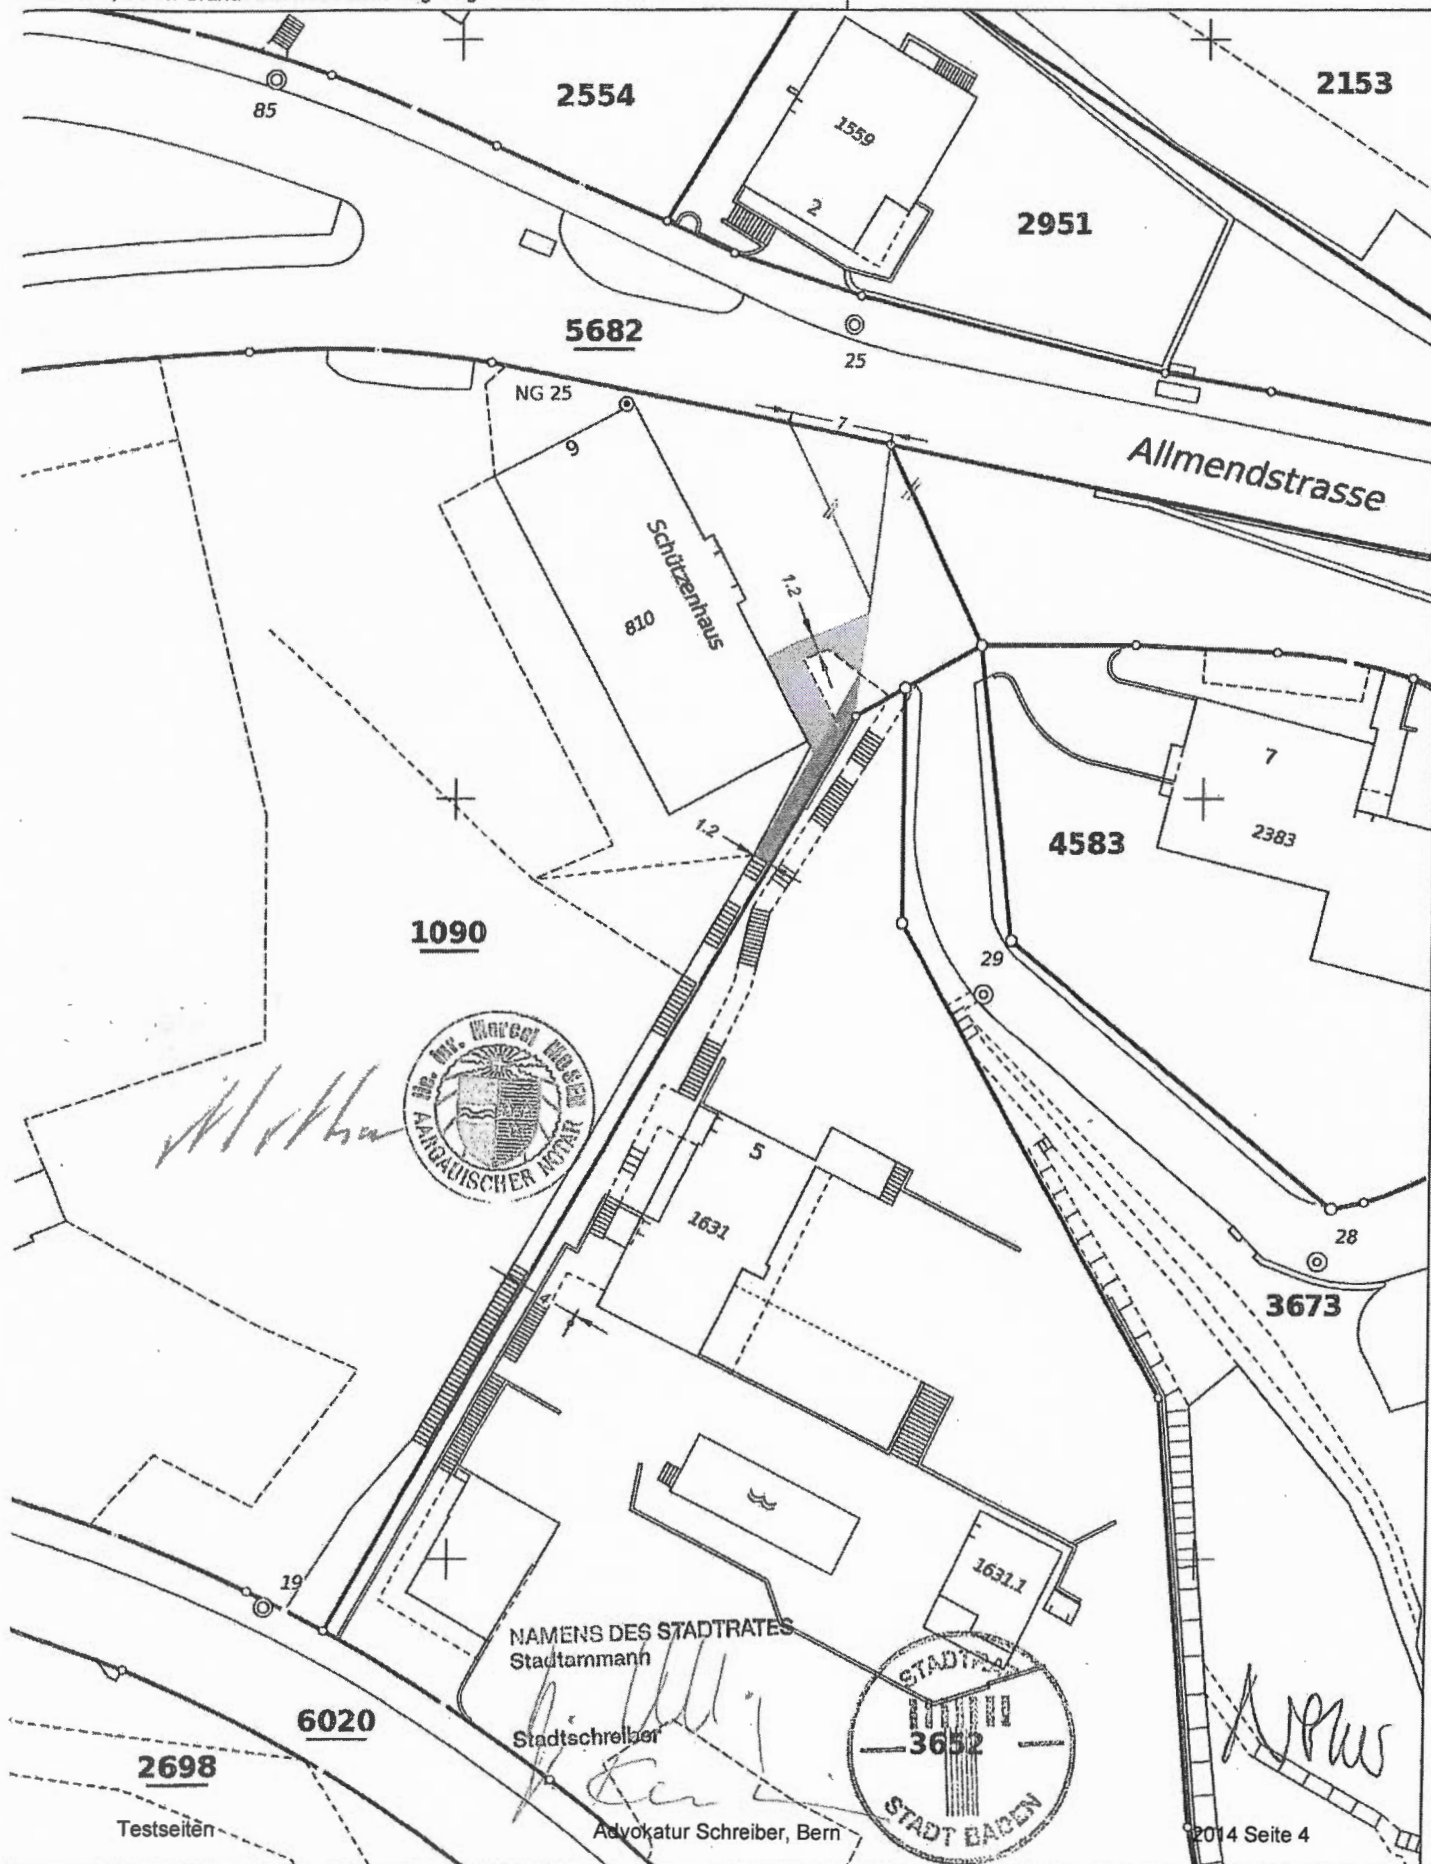 2554
2153
85
1559
2
2951
5682
25
NG 25
7
Allmendstrasse
9
Schützenhaus
810
1.2
7
2383
4583
1.2
1090
29
5
1631
28
3673
4
19
1631.1
AARGAUISCHER NOTAR
NAMENS DES STADTRATES
Stadtammann
Stadtschreiber
6020
2698
3652
STADT BADEN
Testseiten
Advokatur Schreiber, Bern
2014 Seite 4